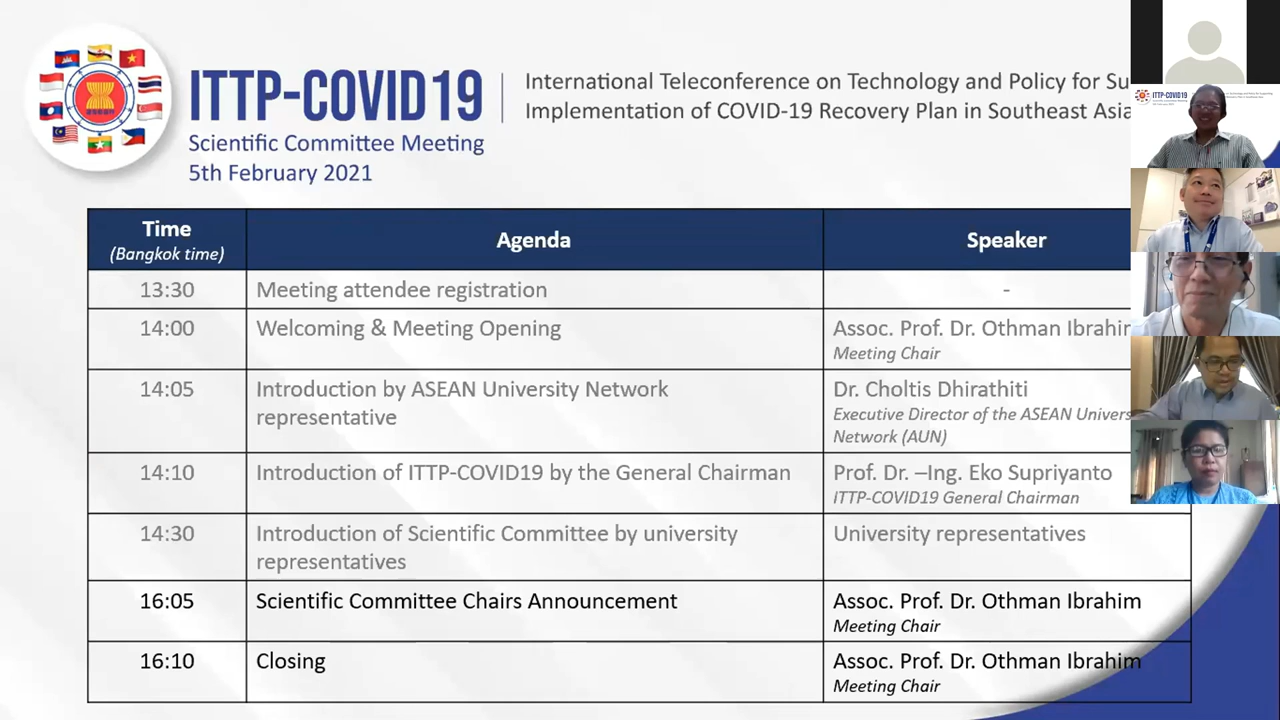 ITTP-COVID19
International Teleconference on Technology and Policy for Su
Implementation of COVID-19 Recovery Plan in Southeast Asia
Scientific Committee Meeting
5th February 2021
Time
(Bangkok time)
Agenda
Speaker
13:30
Meeting attendee registration
-
14:00
Welcoming & Meeting Opening
Assoc. Prof. Dr. Othman Ibrahim
Meeting Chair
14:05
Introduction by ASEAN University Network
representative
Dr. Choltis Dhirathiti
Executive Director of the ASEAN Univers
Network (AUN)
14:10
Introduction of ITTP-COVID19 by the General Chairman
Prof. Dr. –Ing. Eko Supriyanto
ITTP-COVID19 General Chairman
14:30
Introduction of Scientific Committee by university
representatives
University representatives
16:05
Scientific Committee Chairs Announcement
Assoc. Prof. Dr. Othman Ibrahim
Meeting Chair
16:10
Closing
Assoc. Prof. Dr. Othman Ibrahim
Meeting Chair
ITTP-COVID19